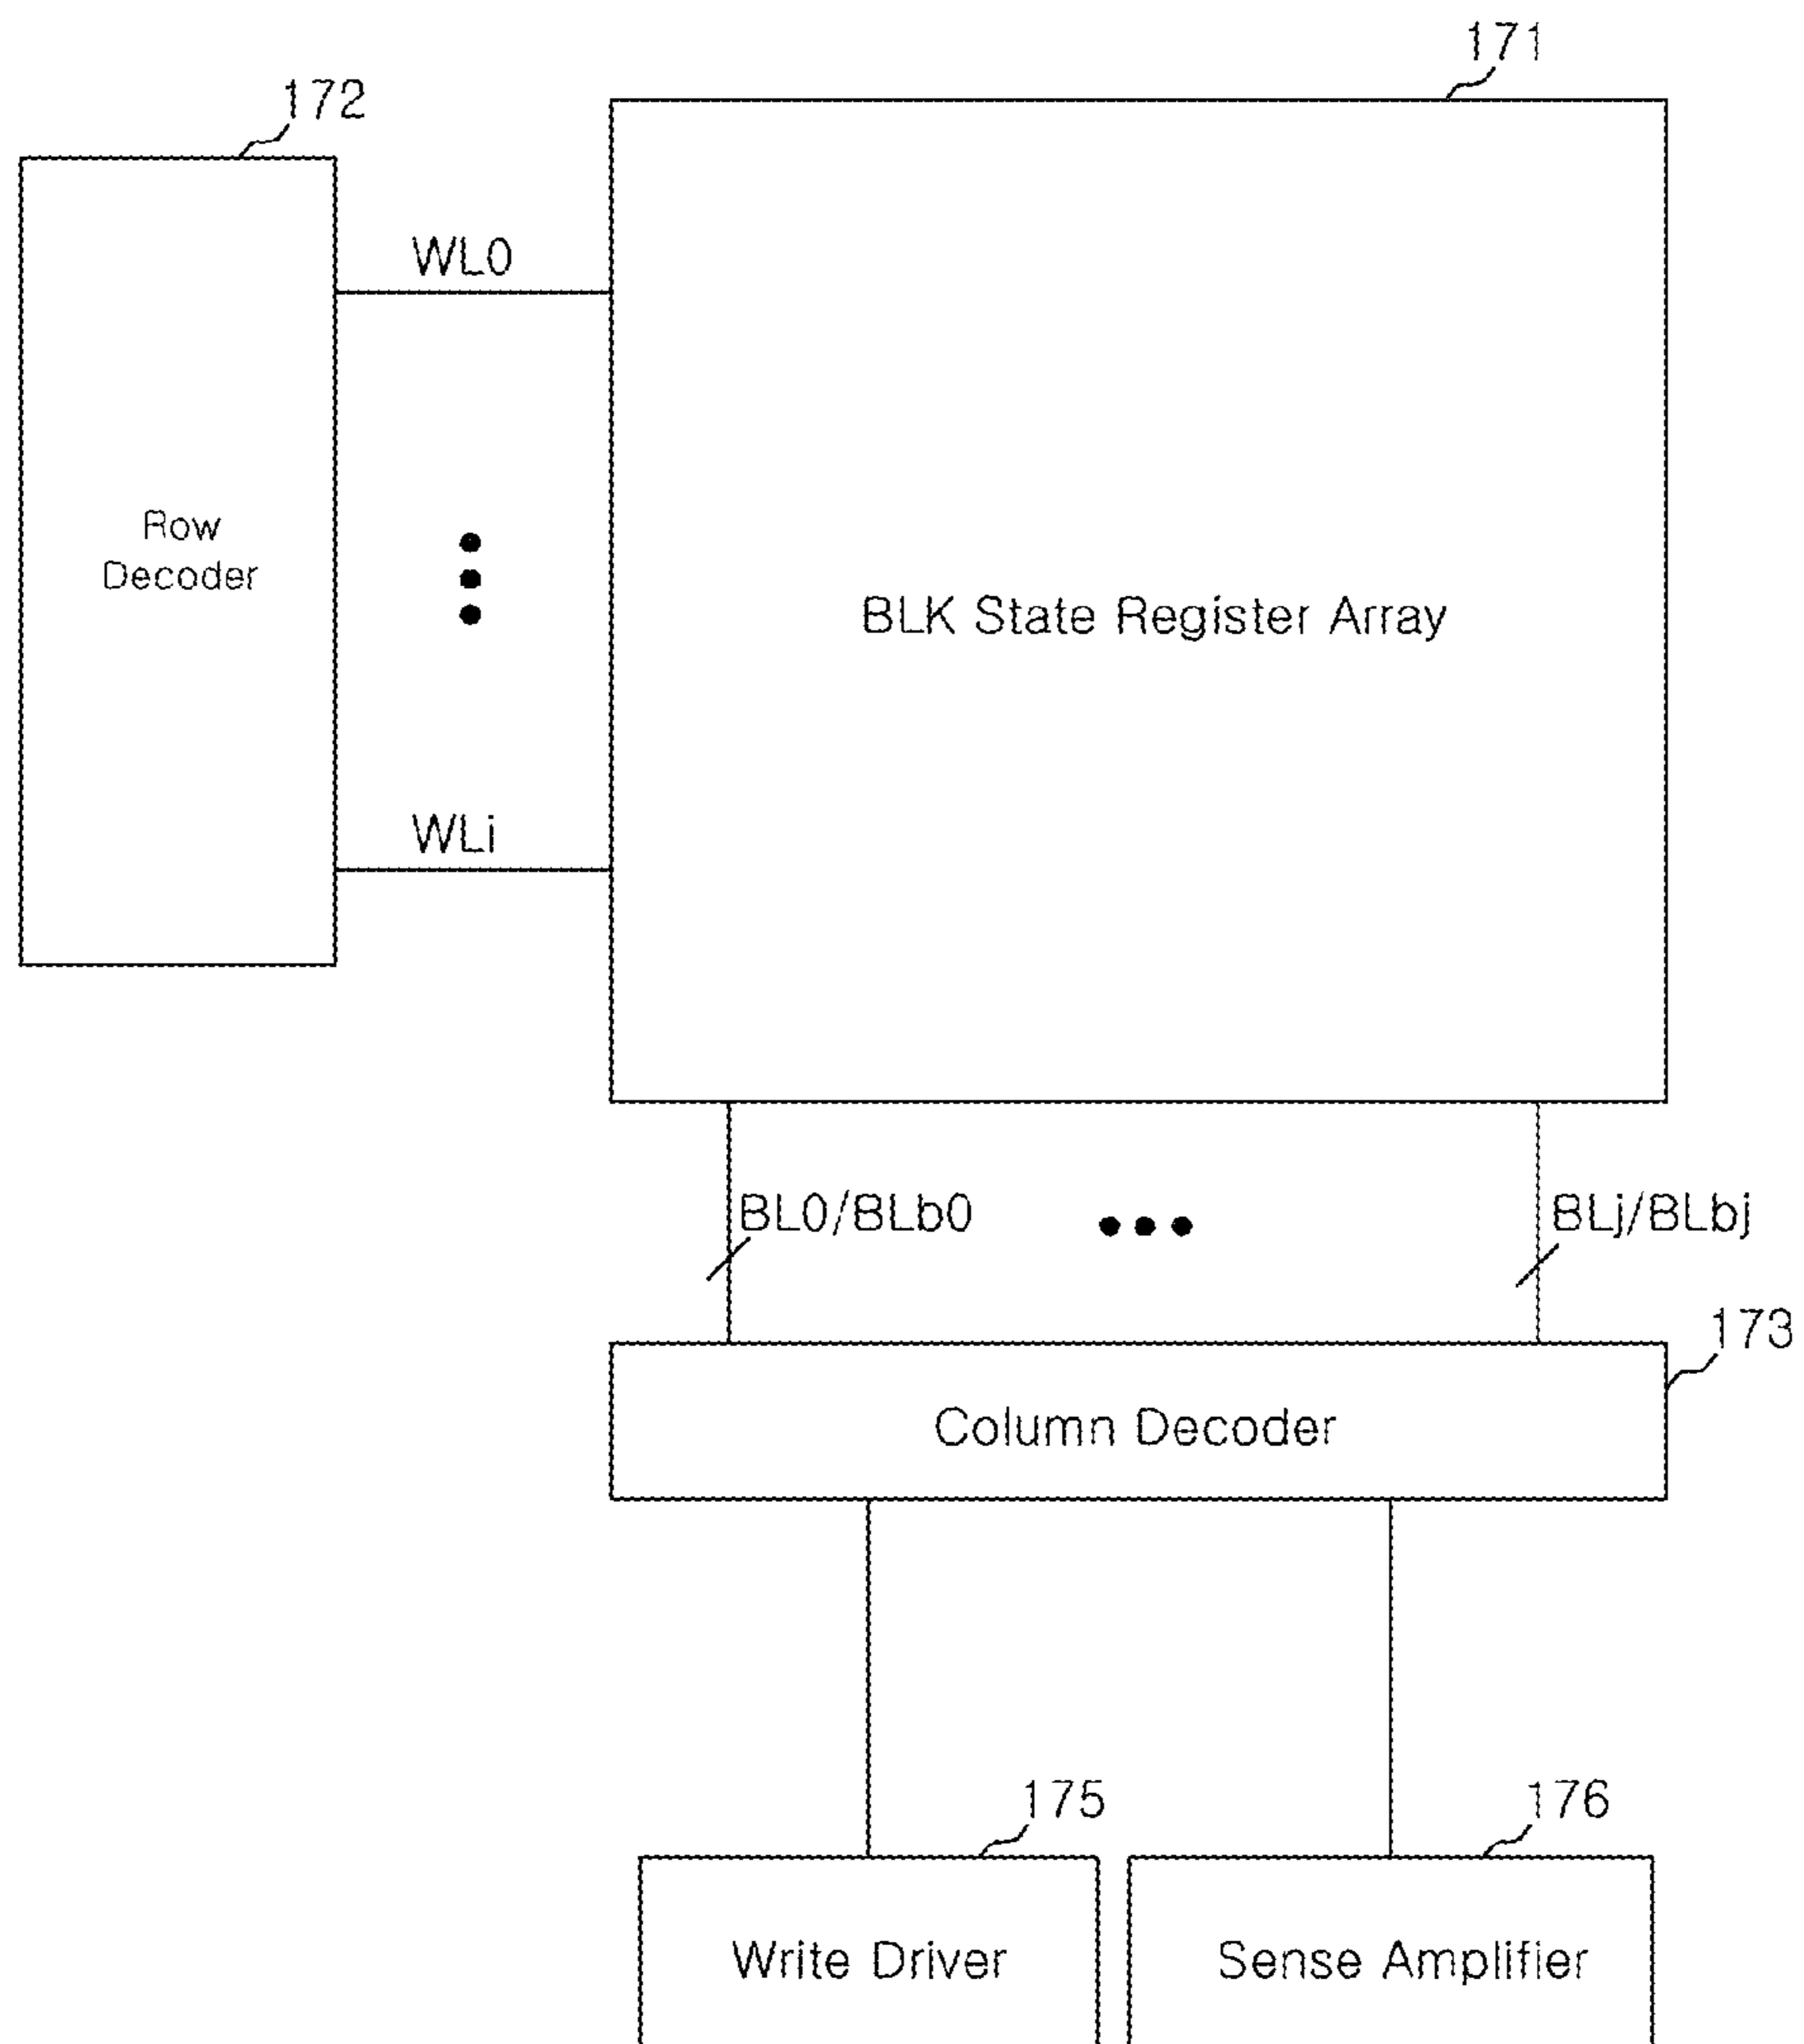 171
172
WL0
Row
Decoder
BLK State Register Array
WLi
BL0/BLb0
BLj/BLbj
173
Column Decoder
175
176
Write Driver
Sense Amplifier